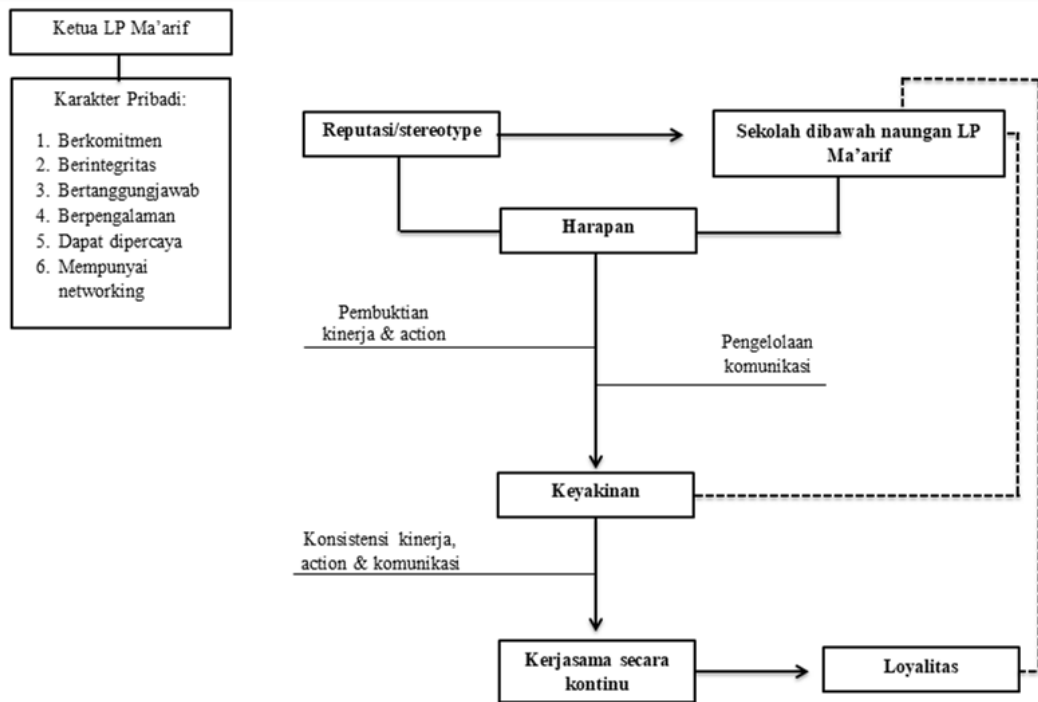 Ketua LP Ma’arif
Karakter Pribadi:
1. Berkomitmen
2. Berintegritas
3. Bertanggungjawab
4. Berpengalaman
5. Dapat dipercaya
6. Mempunyai
networking
Reputasi/stereotype
Sekolah dibawah naungan LP
Ma’arif
Harapan
Pembuktian
kinerja & action
Pengelolaan
komunikasi
Keyakinan
Konsistensi kinerja,
action & komunikasi
Kerjasama secara
kontinu
Loyalitas